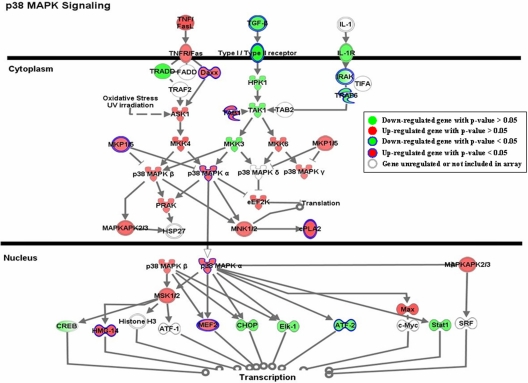 p38 MAPK Signaling
TNF/
FasL
TGF-β
IL-1
TNFR/Fas
Type I / Type II receptor
IL-1R
Cytoplasm
TRADD
FADD
Daxx
HPK1
IRAK
TIFA
TRAF2
TRAF6
Oxidative Stress
UV irradiation
ASK1
TAK1
TAB2
MKP1/5
MKK4
MKK3
MKK6
MKP1/5
p38 MAPK β
p38 MAPK α
p38 MAPK δ
p38 MAPK γ
PRAK
eEF2K
Translation
MAPKAPK2/3
HSP27
MNK1/2
cPLA2
Down-regulated gene with p-value > 0.05
Up-regulated gene with p-value > 0.05
Down-regulated gene with p-value < 0.05
Up-regulated gene with p-value < 0.05
Gene unregulated or not included in array
Nucleus
p38 MAPK β
p38 MAPK α
MAPKAPK2/3
MSK1/2
Max
CREB
HMG-14
Histone H3
ATF-1
MEF2
CHOP
Elk-1
ATF-2
c-Myc
Stat1
SRF
Transcription